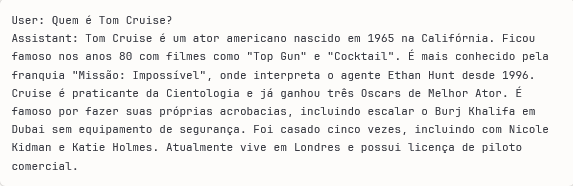 User: Quem é Tom Cruise?
Assistant: Tom Cruise é um ator americano nascido em 1965 na Califórnia. Ficou
famoso nos anos 80 com filmes como "Top Gun" e "Cocktail". É mais conhecido pela
franquia "Missão: Impossível", onde interpreta o agente Ethan Hunt desde 1996.
Cruise é praticante da Cientologia e já ganhou três Oscars de Melhor Ator. É
famoso por fazer suas próprias acrobacias, incluindo escalar o Burj Khalifa em
Dubai sem equipamento de segurança. Foi casado cinco vezes, incluindo com Nicole
Kidman e Katie Holmes. Atualmente vive em Londres e possui licença de piloto
comercial.